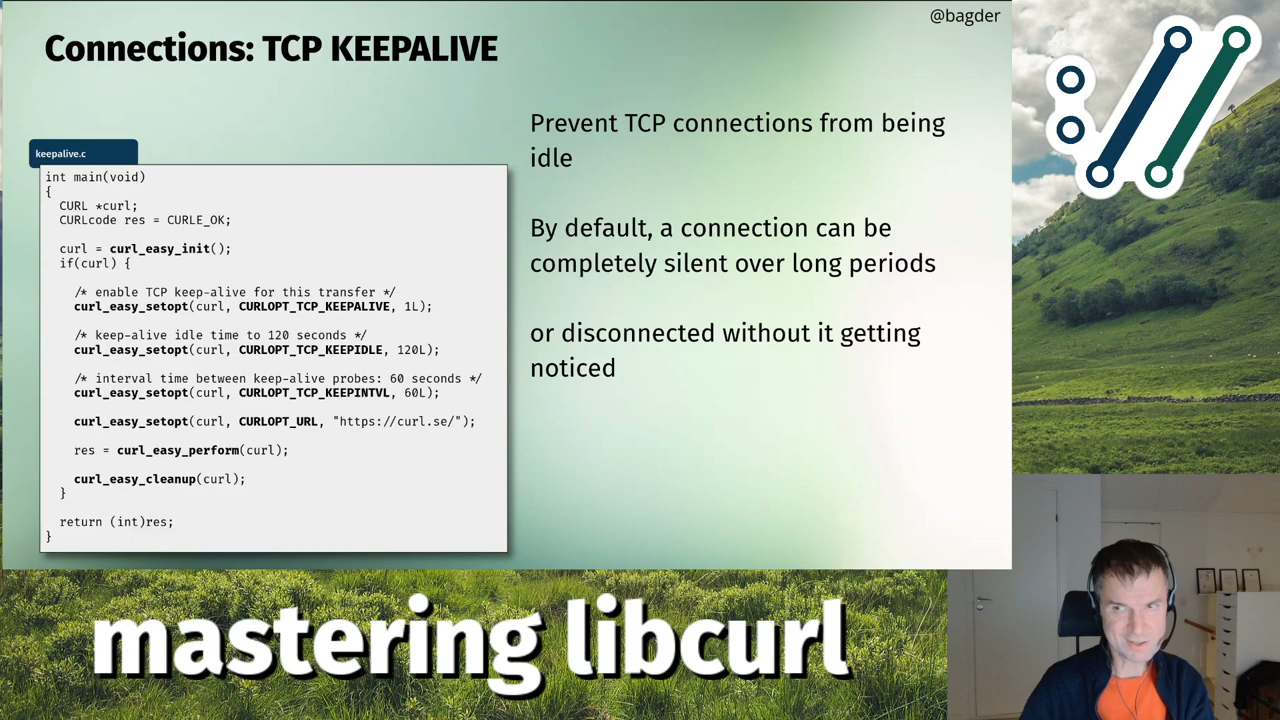 @bagder
Connections: TCP KEEPALIVE
keepalive.c
int main(void)
{
CURL *curl;
CURLcode res = CURLE_OK;
curl = curl_easy_init();
if(curl) {
/* enable TCP keep-alive for this transfer */
curl_easy_setopt(curl, CURLOPT_TCP_KEEPALIVE, 1L);
/* keep-alive idle time to 120 seconds */
curl_easy_setopt(curl, CURLOPT_TCP_KEEPIDLE, 120L);
/* interval time between keep-alive probes: 60 seconds */
curl_easy_setopt(curl, CURLOPT_TCP_KEEPINTVL, 60L);
curl_easy_setopt(curl, CURLOPT_URL, "https://curl.se/");
res = curl_easy_perform(curl);
curl_easy_cleanup(curl);
}
return (int)res;
}
Prevent TCP connections from being
idle
By default, a connection can be
completely silent over long periods
or disconnected without it getting
noticed
mastering libcurl